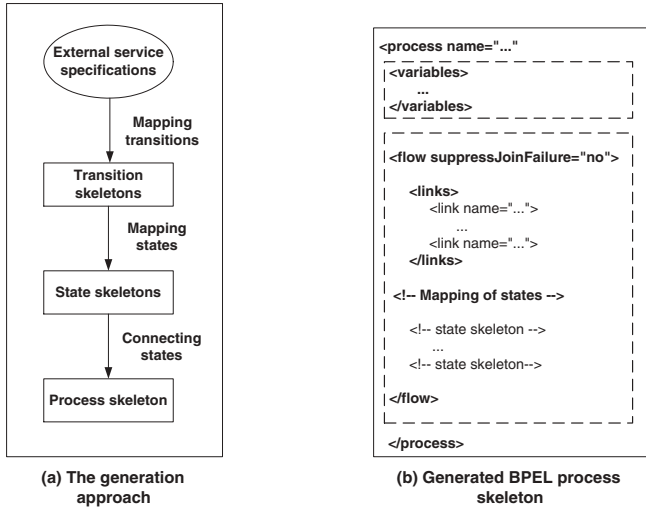 External service
specifications
Mapping
transitions
Transition
skeletons
Mapping
states
State skeletons
Connecting
states
Process skeleton
(a) The generation
approach
<process name="..."
<variables>
...
</variables>
<flow suppressJoinFailure="no">
<links>
<link name="...">
...
<link name="...">
</links>
<!-- Mapping of states -->
<!-- state skeleton -->
...
<!-- state skeleton-->
</flow>
</process>
(b) Generated BPEL process
skeleton